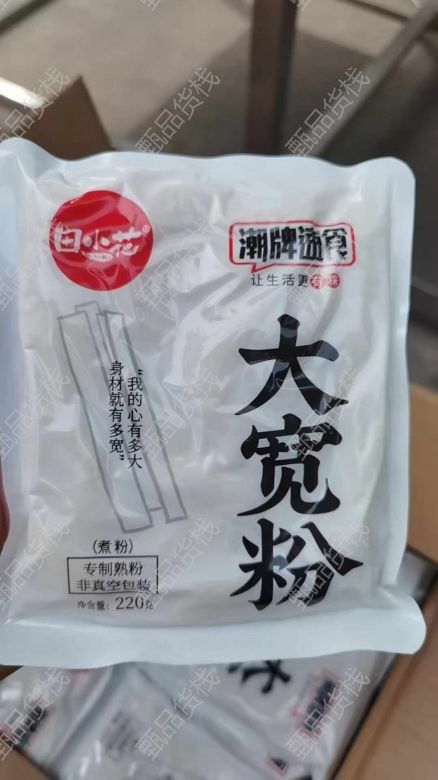 田小花®
潮牌速食
让生活更有味
大宽粉
“我的心有多大
身材就有多宽”
(煮粉)
专制熟粉
非真空包装
净含量：220克
甄品货栈